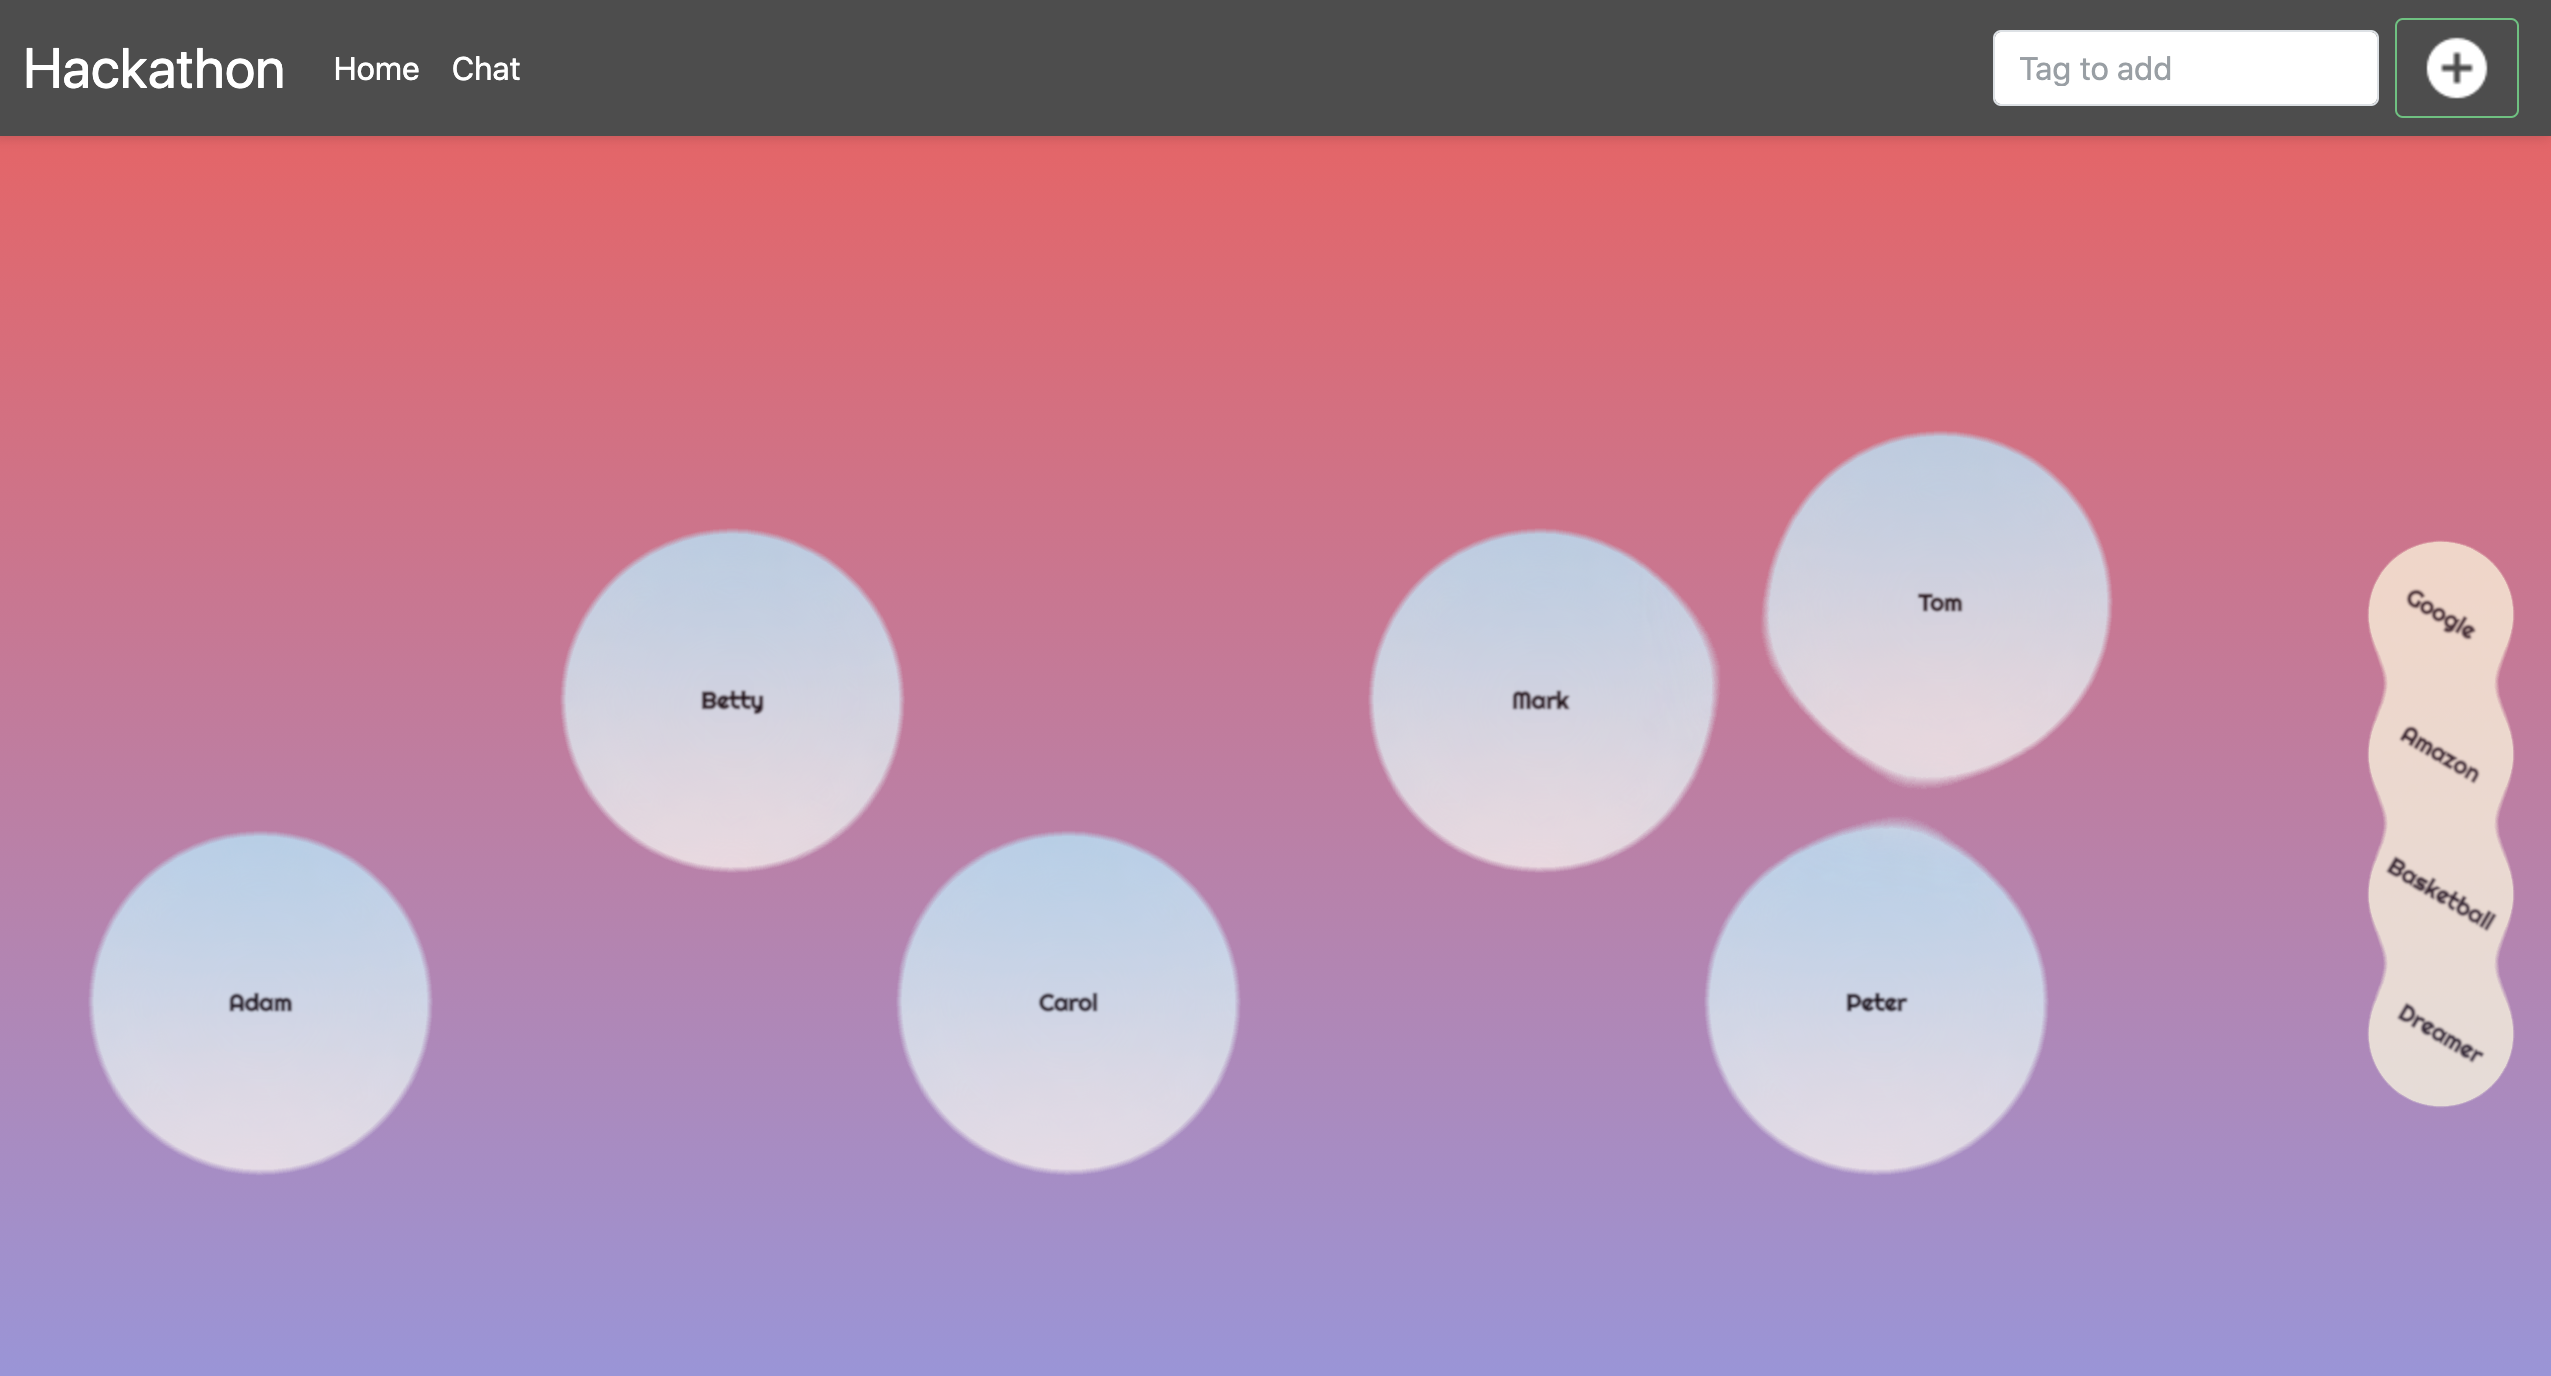 Hackathon Home Chat Tag to add
Tom
Google
Betty
Mark
Amazon
Basketball
Adam
Carol
Peter
Dreamer